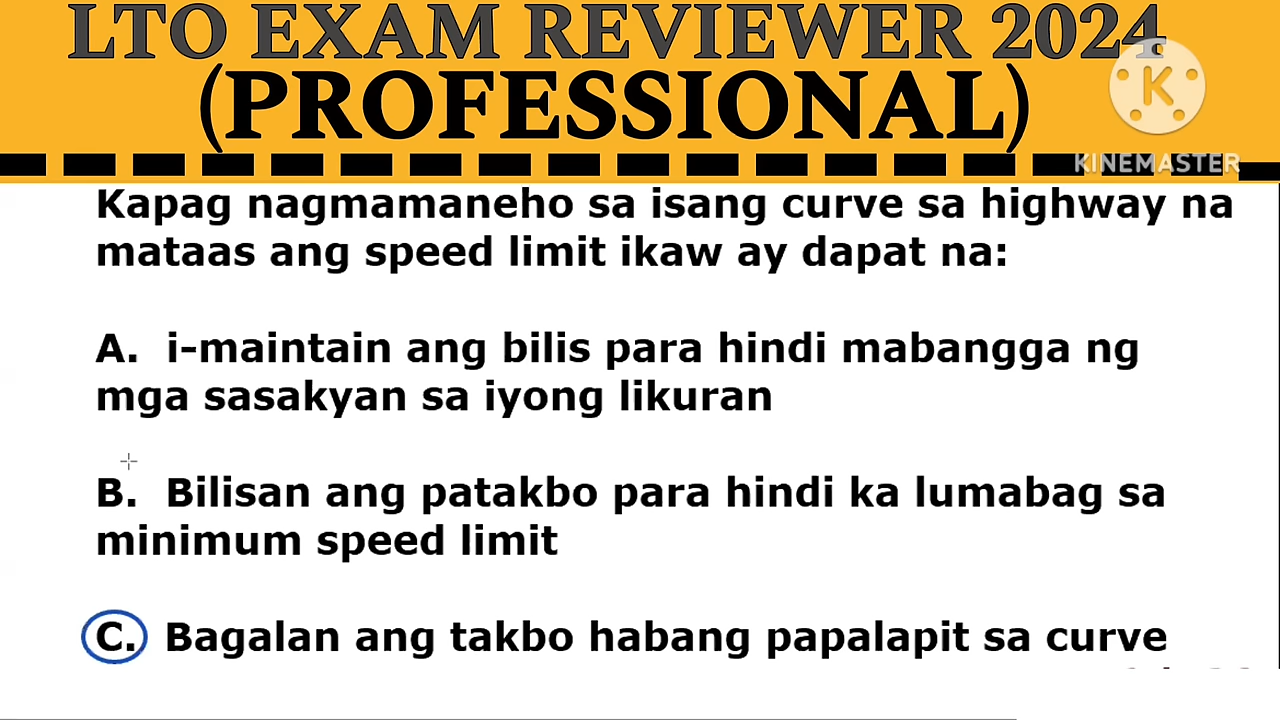 LTO EXAM REVIEWER 2024
(PROFESSIONAL)
K
KINEMASTER
Kapag nagmamaneho sa isang curve sa highway na
mataas ang speed limit ikaw ay dapat na:
A. i-maintain ang bilis para hindi mabangga ng
mga sasakyan sa iyong likuran
B. Bilisan ang patakbo para hindi ka lumabag sa
minimum speed limit
C. Bagalan ang takbo habang papalapit sa curve